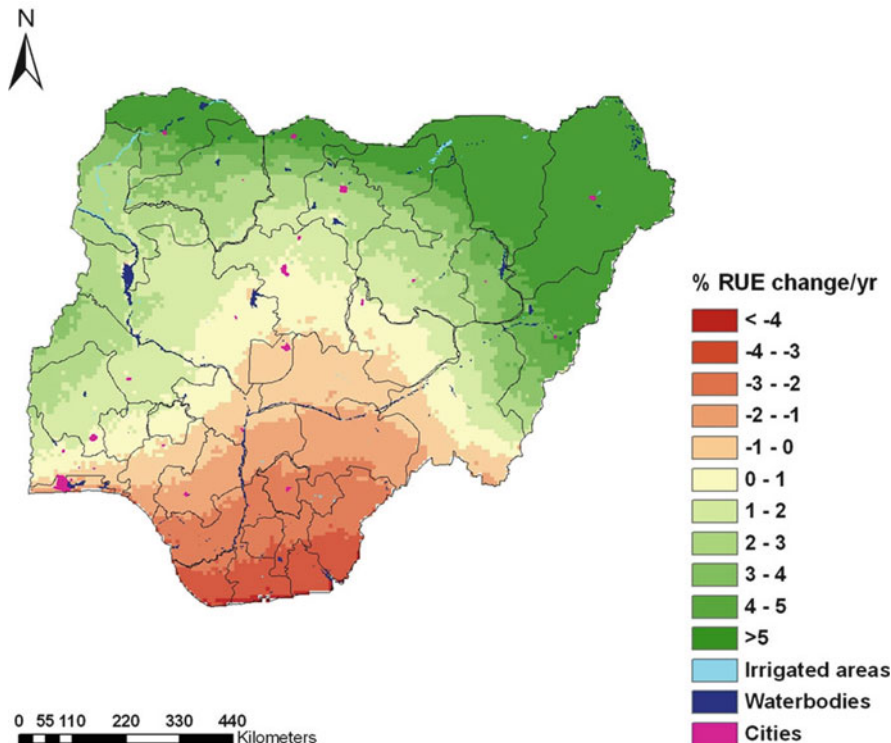 N
% RUE change/yr
< -4
-4 - -3
-3 - -2
-2 - -1
-1 - 0
0 - 1
1 - 2
2 - 3
3 - 4
4 - 5
>5
Irrigated areas
Waterbodies
Cities
0 55 110 220 330 440
Kilometers